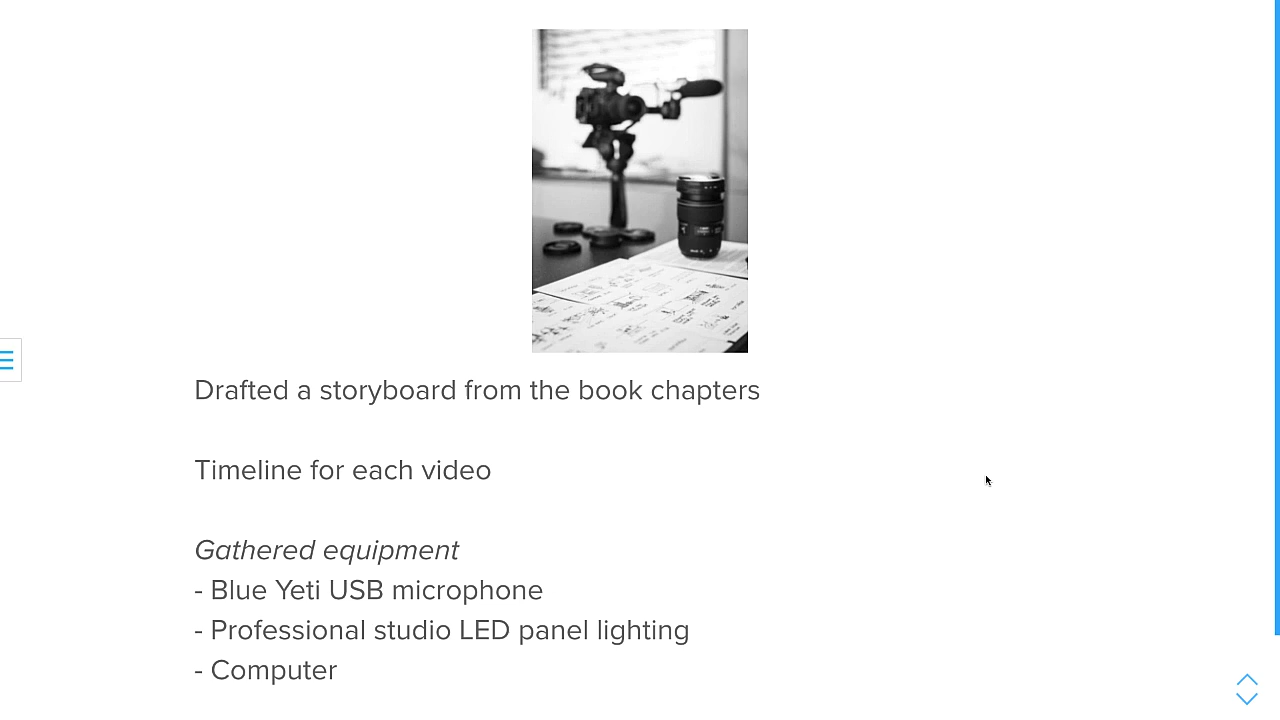 Drafted a storyboard from the book chapters
Timeline for each video
Gathered equipment
- Blue Yeti USB microphone
- Professional studio LED panel lighting
- Computer